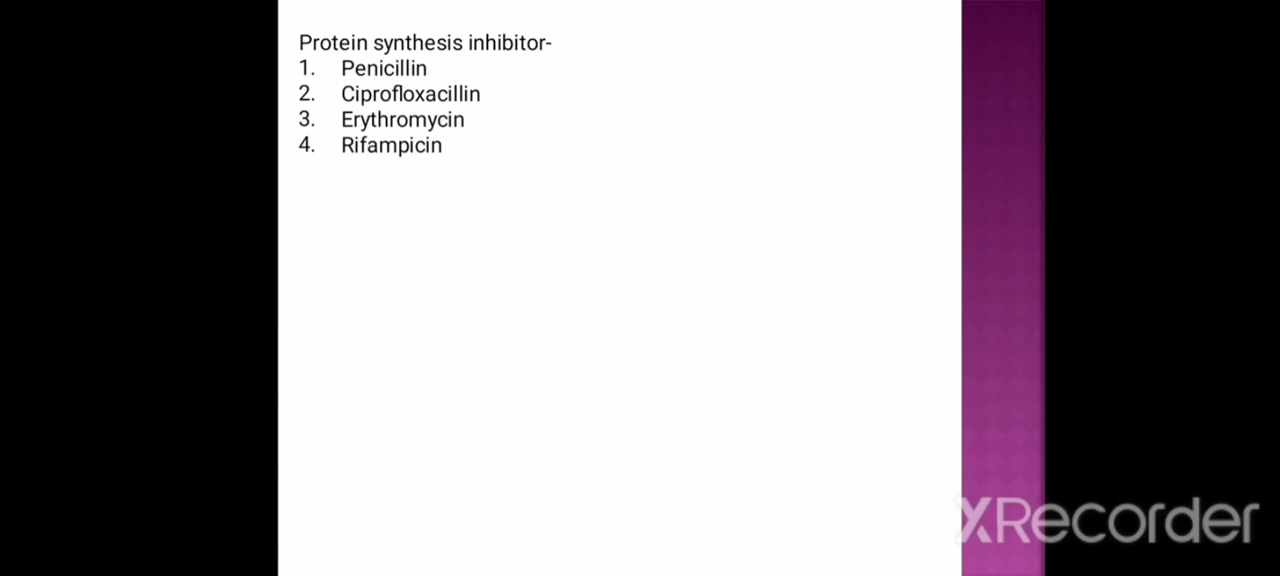 Protein synthesis inhibitor-
1. Penicillin
2. Ciprofloxacillin
3. Erythromycin
4. Rifampicin
XRecorder